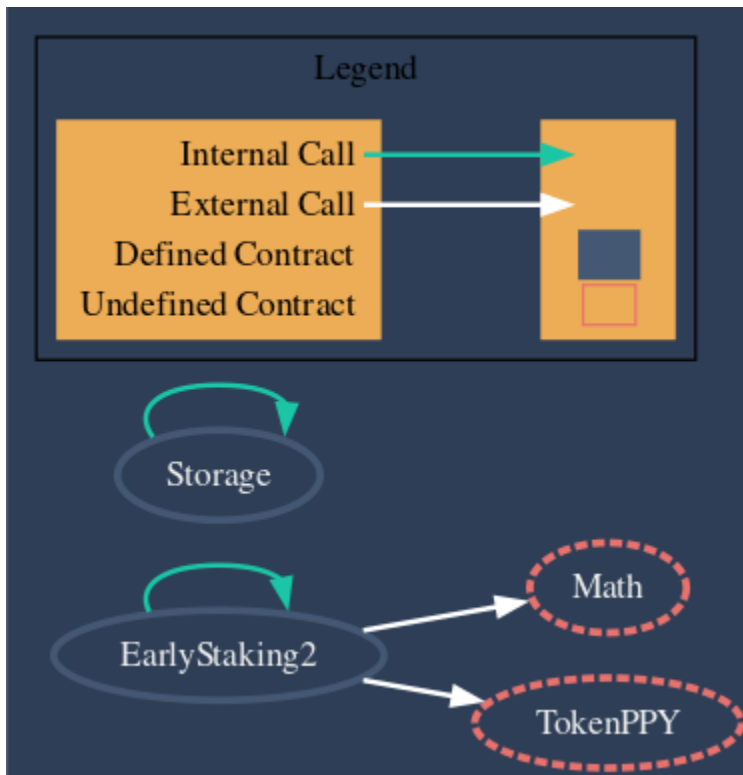 Legend
Internal Call
External Call
Defined Contract
Undefined Contract
Storage
Math
EarlyStaking2
TokenPPY